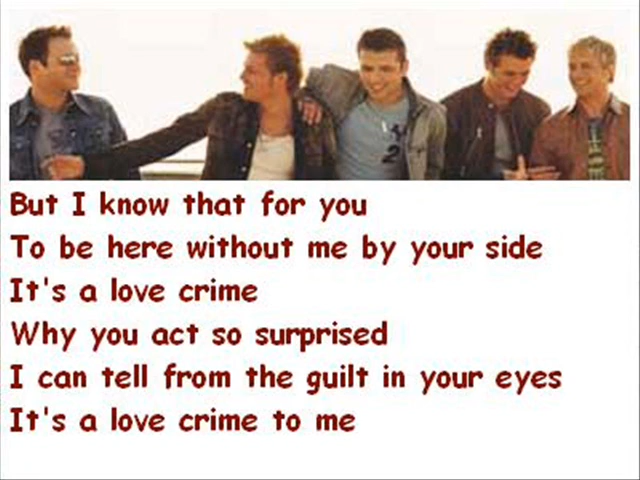 But I know that for you
To be here without me by your side
It's a love crime
Why you act so surprised
I can tell from the guilt in your eyes
It's a love crime to me